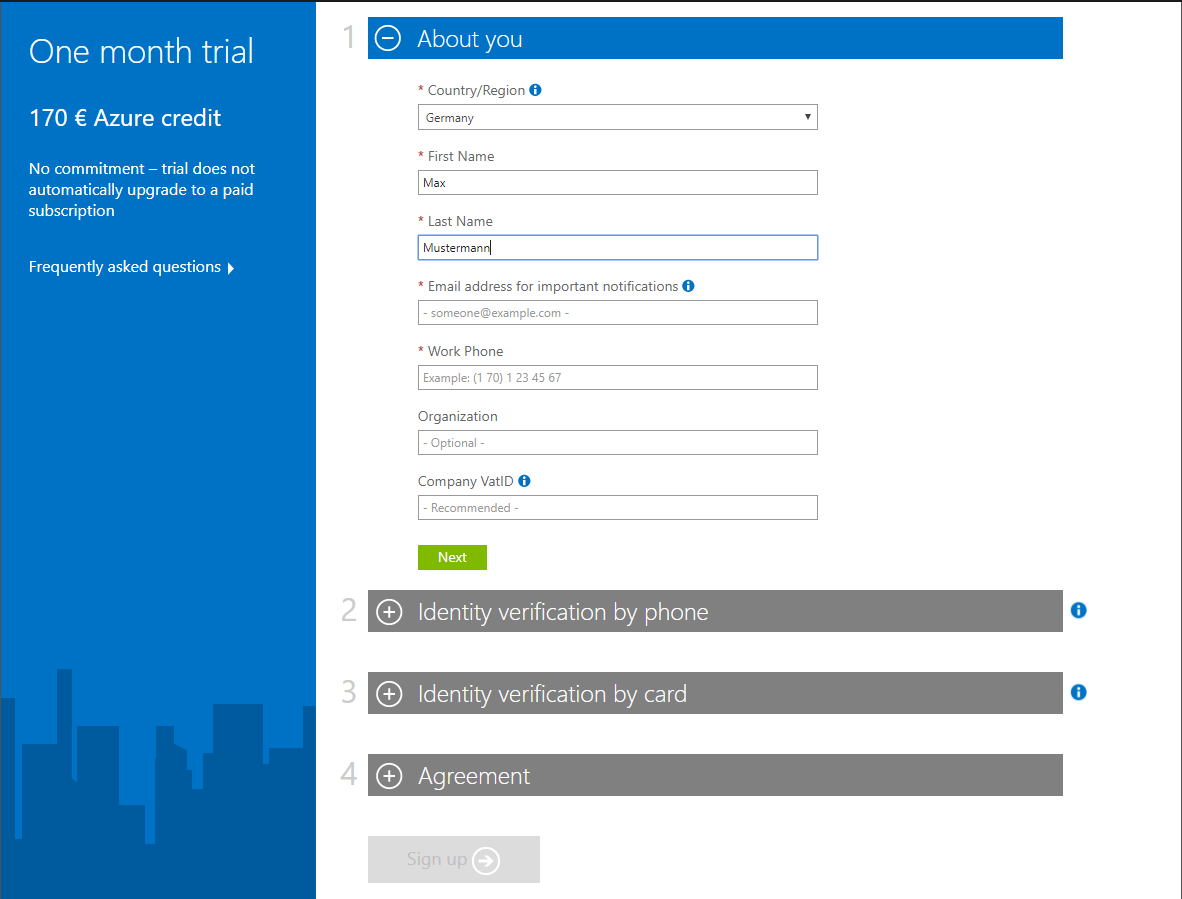 One month trial
170 € Azure credit
No commitment – trial does not
automatically upgrade to a paid
subscription
Frequently asked questions
1
About you
* Country/Region
Germany
* First Name
Max
* Last Name
Mustermann
* Email address for important notifications
- someone@example.com -
* Work Phone
Example: (1 70) 1 23 45 67
Organization
- Optional -
Company VatID
- Recommended -
Next
2
Identity verification by phone
3
Identity verification by card
4
Agreement
Sign up